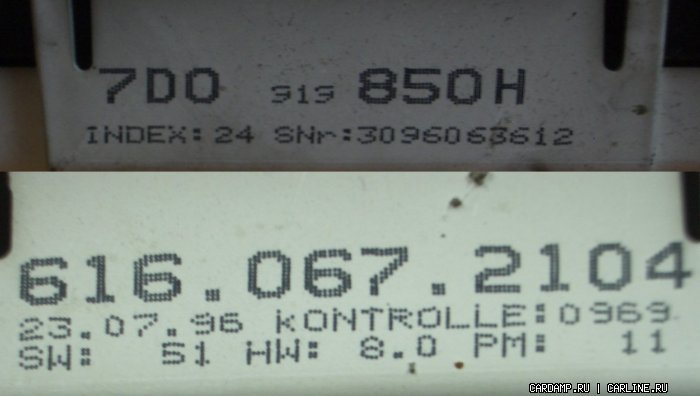 7D0 919 850H
INDEX: 24 SNr:3096063612
616.067.2104
23.07.96 KONTROLLE:0969
SW: 51 HW: 8.0 PM: 11
CARDAMP.RU | CARLINE.RU